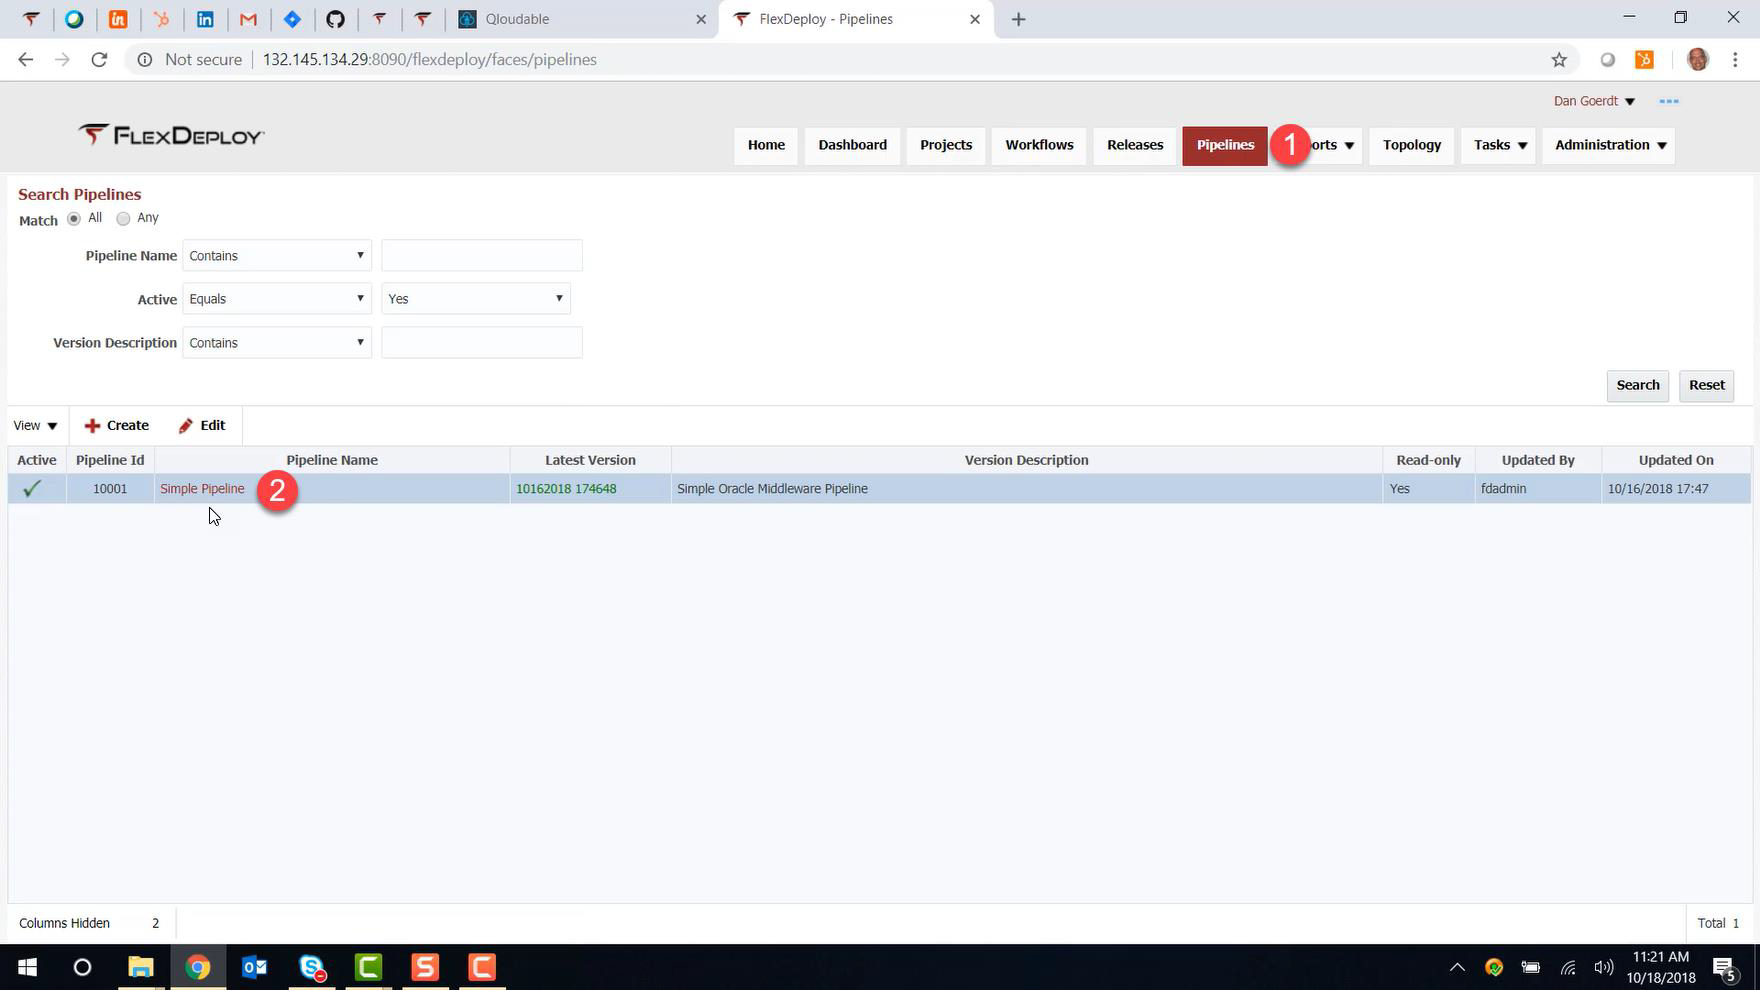 Qloudable
FlexDeploy - Pipelines
Not secure 132.145.134.29:8090/flexdeploy/faces/pipelines
Dan Goerdt
FLEXDEPLOY
Home Dashboard Projects Workflows Releases Pipelines 1 orts Topology Tasks Administration
Search Pipelines
Match All Any
Pipeline Name Contains
Active Equals Yes
Version Description Contains
Search Reset
View Create Edit
Active Pipeline Id Pipeline Name Latest Version Version Description Read-only Updated By Updated On
10001 Simple Pipeline 2 10162018 174648 Simple Oracle Middleware Pipeline Yes fdadmin 10/16/2018 17:47
Columns Hidden 2 Total 1
11:21 AM
10/18/2018
5